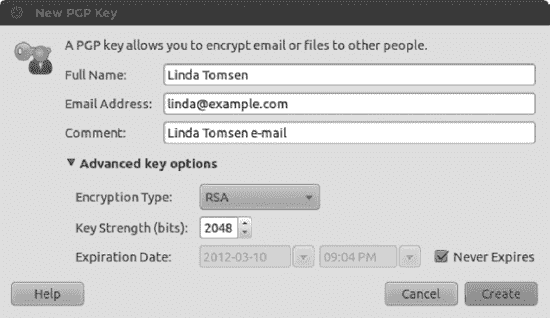 New PGP Key
A PGP key allows you to encrypt email or files to other people.
Full Name: Linda Tomsen
Email Address: linda@example.com
Comment: Linda Tomsen e-mail
Advanced key options
Encryption Type: RSA
Key Strength (bits): 2048
Expiration Date: 2012-03-10 09:04 PM Never Expires
Help Cancel Create